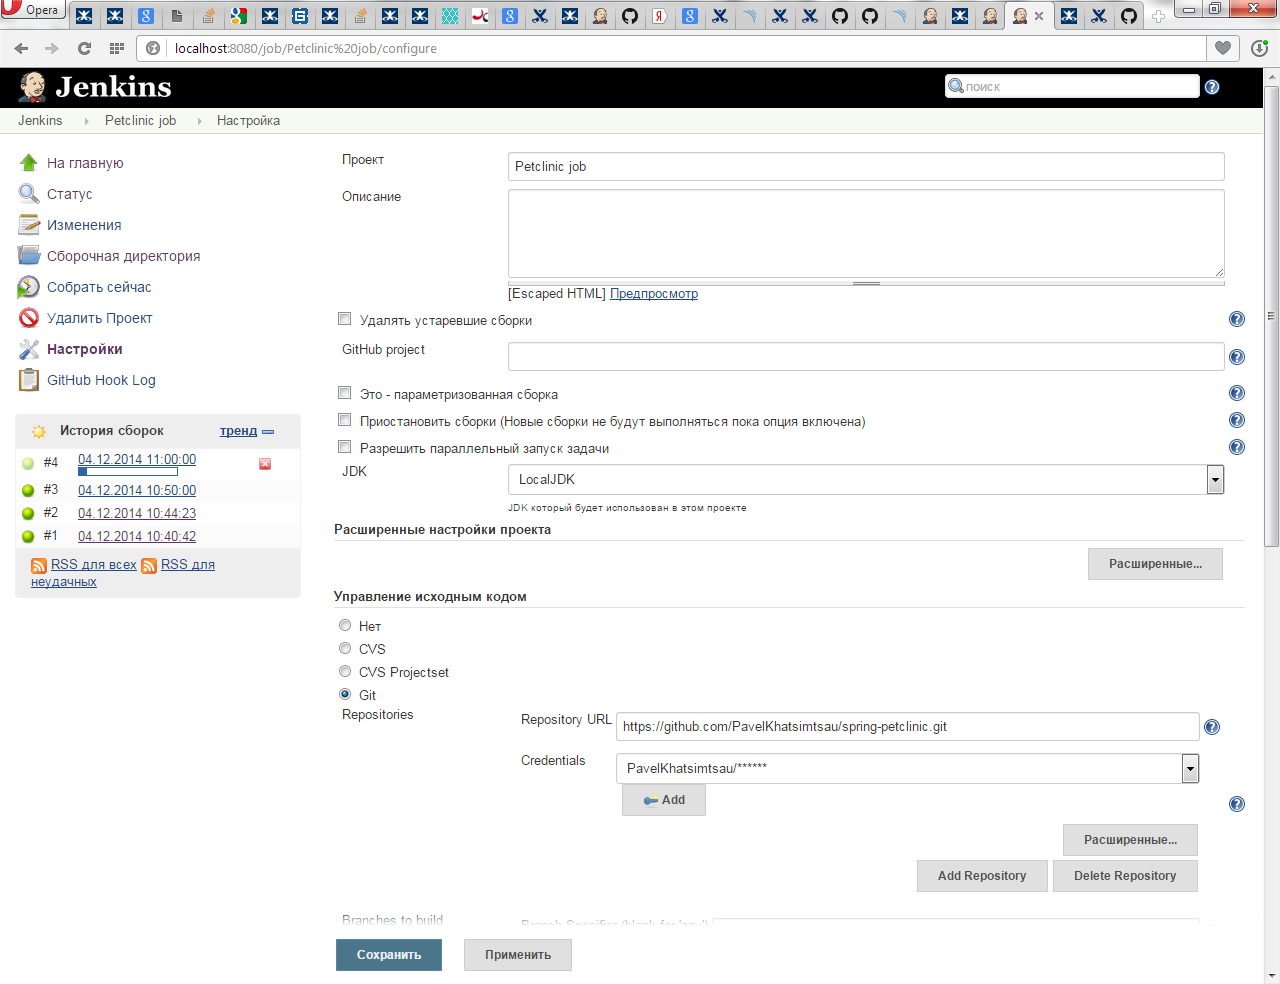 Opera
localhost:8080/job/Petclinic%20job/configure
Jenkins
поиск
Jenkins Petclinic job Настройка
На главную
Статус
Изменения
Сборочная директория
Собрать сейчас
Удалить Проект
Настройки
GitHub Hook Log
История сборок тренд
#4 04.12.2014 11:00:00
#3 04.12.2014 10:50:00
#2 04.12.2014 10:44:23
#1 04.12.2014 10:40:42
RSS для всех RSS для
неудачных
Проект Petclinic job
Описание
[Escaped HTML] Предпросмотр
Удалять устаревшие сборки
GitHub project
Это - параметризованная сборка
Приостановить сборки (Новые сборки не будут выполняться пока опция включена)
Разрешить параллельный запуск задачи
JDK LocalJDK
JDK который будет использован в этом проекте
Расширенные настройки проекта
Расширенные...
Управление исходным кодом
Нет
CVS
CVS Projectset
Git
Repositories Repository URL https://github.com/PavelKhatsimtsau/spring-petclinic.git
Credentials PavelKhatsimtsau/******
Add
Расширенные...
Add Repository Delete Repository
Branches to build Branch Specifier (blank for 'any')
Сохранить Применить